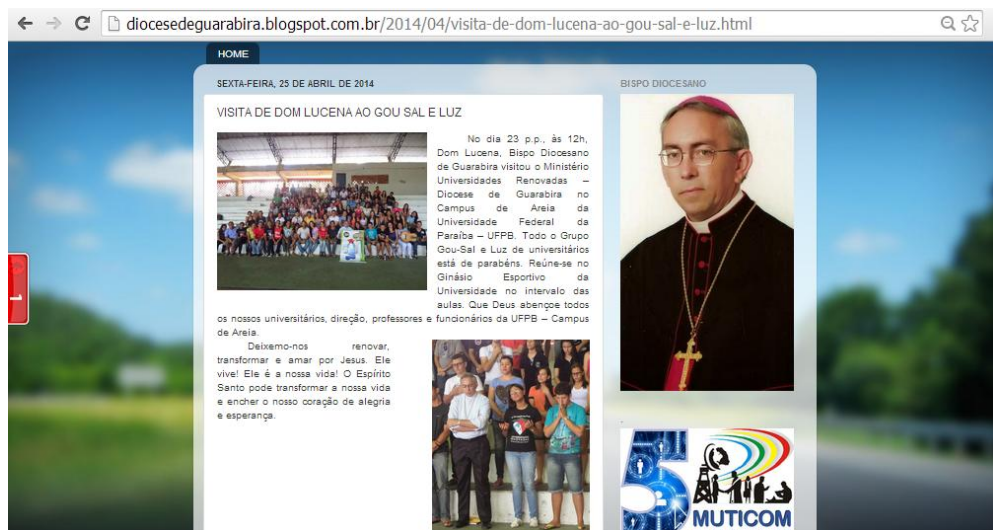 diocesedeguarabira.blogspot.com.br/2014/04/visita-de-dom-lucena-ao-gou-sal-e-luz.html
HOME
SEXTA-FEIRA, 25 DE ABRIL DE 2014
VISITA DE DOM LUCENA AO GOU SAL E LUZ
No dia 23 p.p., às 12h,
Dom Lucena, Bispo Diocesano
de Guarabira visitou o Ministério
Universidades Renovadas –
Diocese de Guarabira no
Campus de Areia da
Universidade Federal da
Paraíba – UFPB. Todo o Grupo
Gou-Sal e Luz de universitários
está de parabéns. Reúne-se no
Ginásio Esportivo da
Universidade no intervalo das
aulas. Que Deus abençoe todos
os nossos universitários, direção, professores e funcionários da UFPB – Campus
de Areia.
Deixemo-nos renovar,
transformar e amar por Jesus. Ele
vive! Ele é a nossa vida! O Espírito
Santo pode transformar a nossa vida
e encher o nosso coração de alegria
e esperança.
BISPO DIOCESANO
5
MUTICOM
1